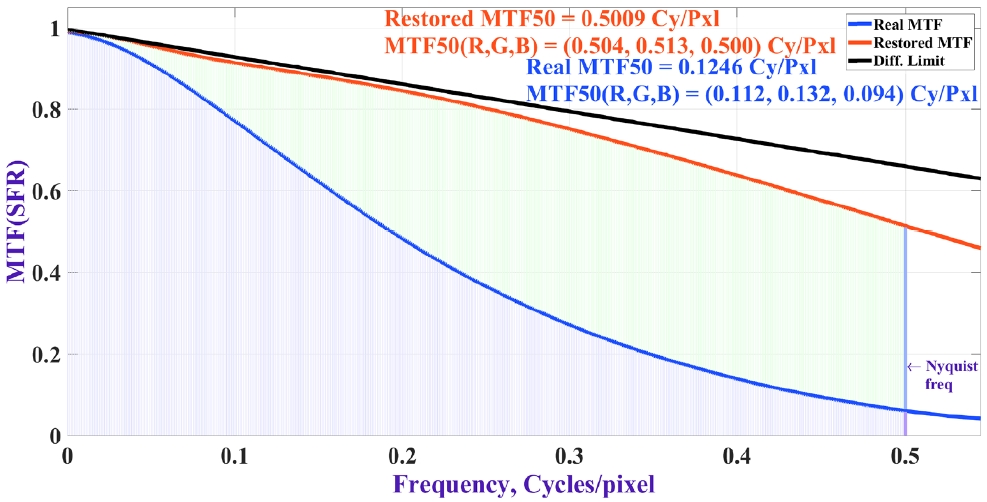 Restored MTF50 = 0.5009 Cy/Pxl
MTF50(R,G,B) = (0.504, 0.513, 0.500) Cy/Pxl
Real MTF50 = 0.1246 Cy/Pxl
MTF50(R,G,B) = (0.112, 0.132, 0.094) Cy/Pxl
Real MTF
Restored MTF
Diff. Limit
MTF(SFR)
1
0.8
0.6
0.4
0.2
0
← Nyquist
freq
0 0.1 0.2 0.3 0.4 0.5
Frequency, Cycles/pixel